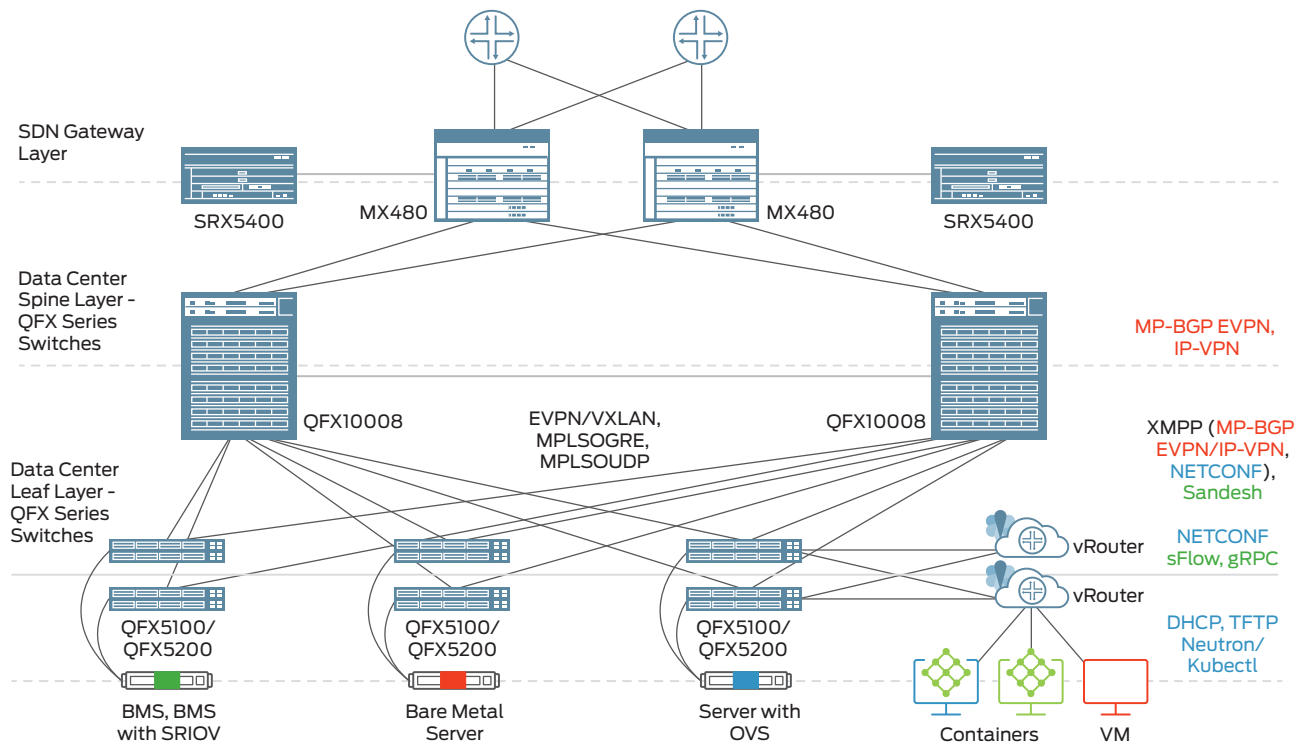 SDN Gateway
Layer
SRX5400
MX480
MX480
SRX5400
Data Center
Spine Layer -
QFX Series
Switches
MP-BGP EVPN,
IP-VPN
QFX10008
EVPN/VXLAN,
MPLSOGRE,
MPLSOUDP
QFX10008
XMPP (MP-BGP
EVPN/IP-VPN,
NETCONF),
Sandesh
Data Center
Leaf Layer -
QFX Series
Switches
vRouter
NETCONF
sFlow, gRPC
vRouter
QFX5100/
QFX5200
QFX5100/
QFX5200
QFX5100/
QFX5200
DHCP, TFTP
Neutron/
Kubectl
BMS, BMS
with SRIOV
Bare Metal
Server
Server with
OVS
Containers
VM